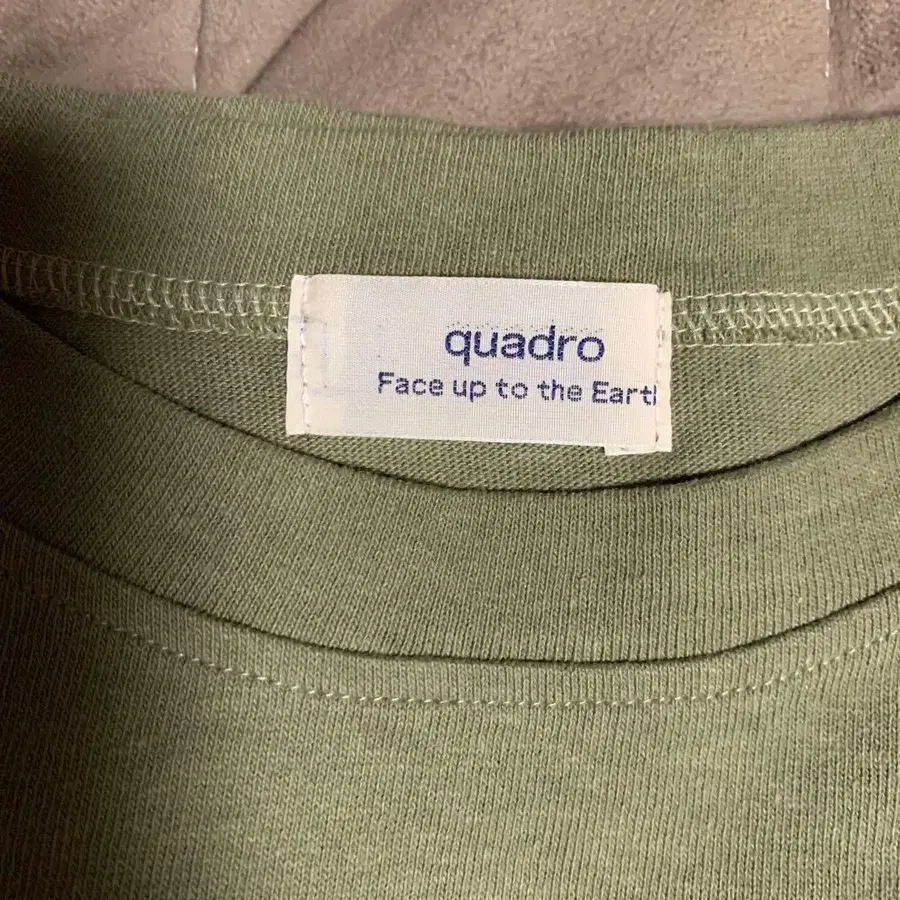 quadro
Face up to the Eart